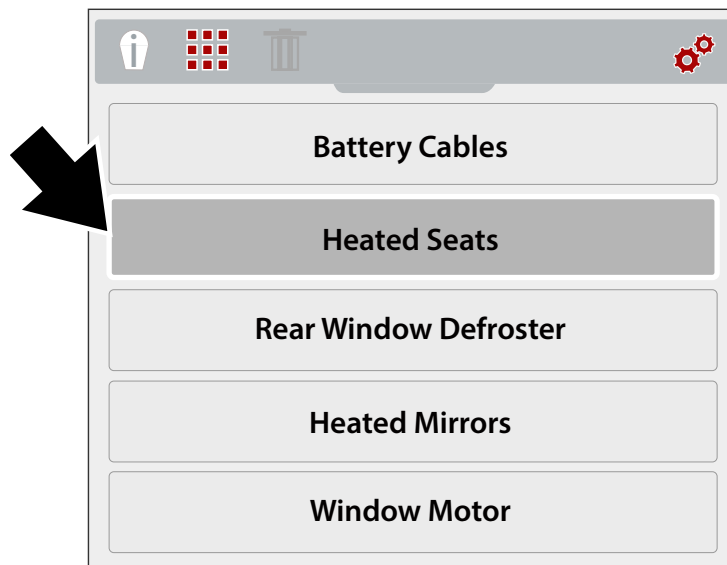 Battery Cables
Heated Seats
Rear Window Defroster
Heated Mirrors
Window Motor